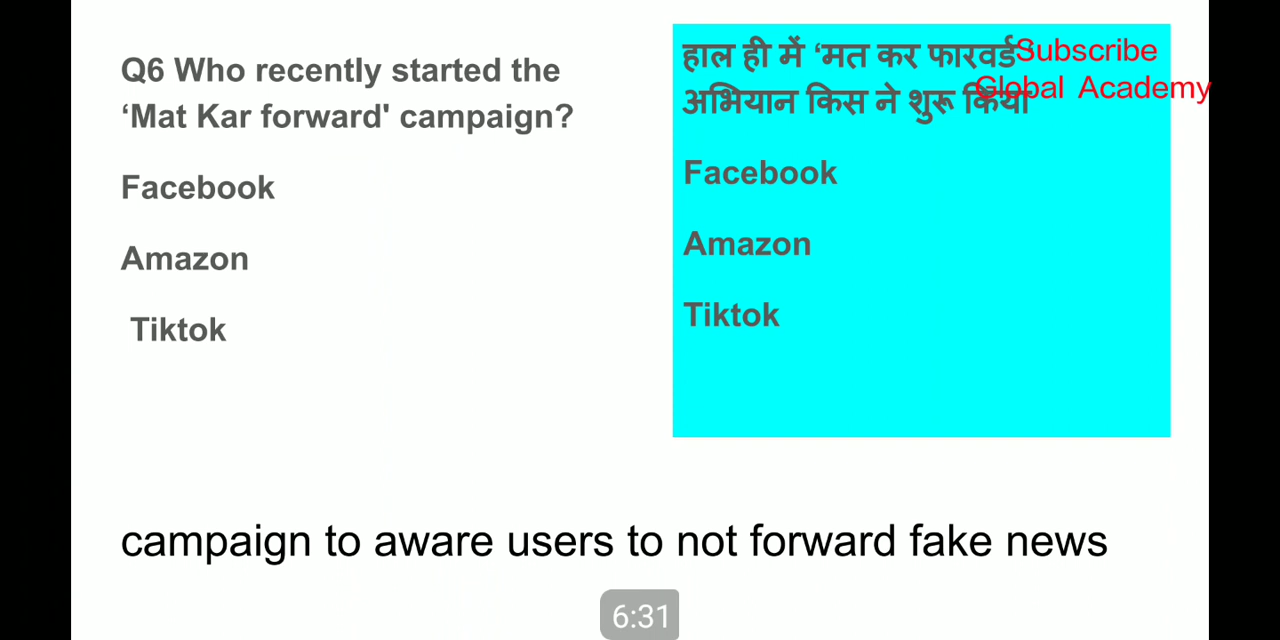 Q6 Who recently started the
‘Mat Kar forward' campaign?
Facebook
Amazon
Tiktok
हाल ही में ‘मत कर फारवर्ड’
अभियान किस ने शुरू किया
Facebook
Amazon
Tiktok
Subscribe
Global Academy
campaign to aware users to not forward fake news
6:31